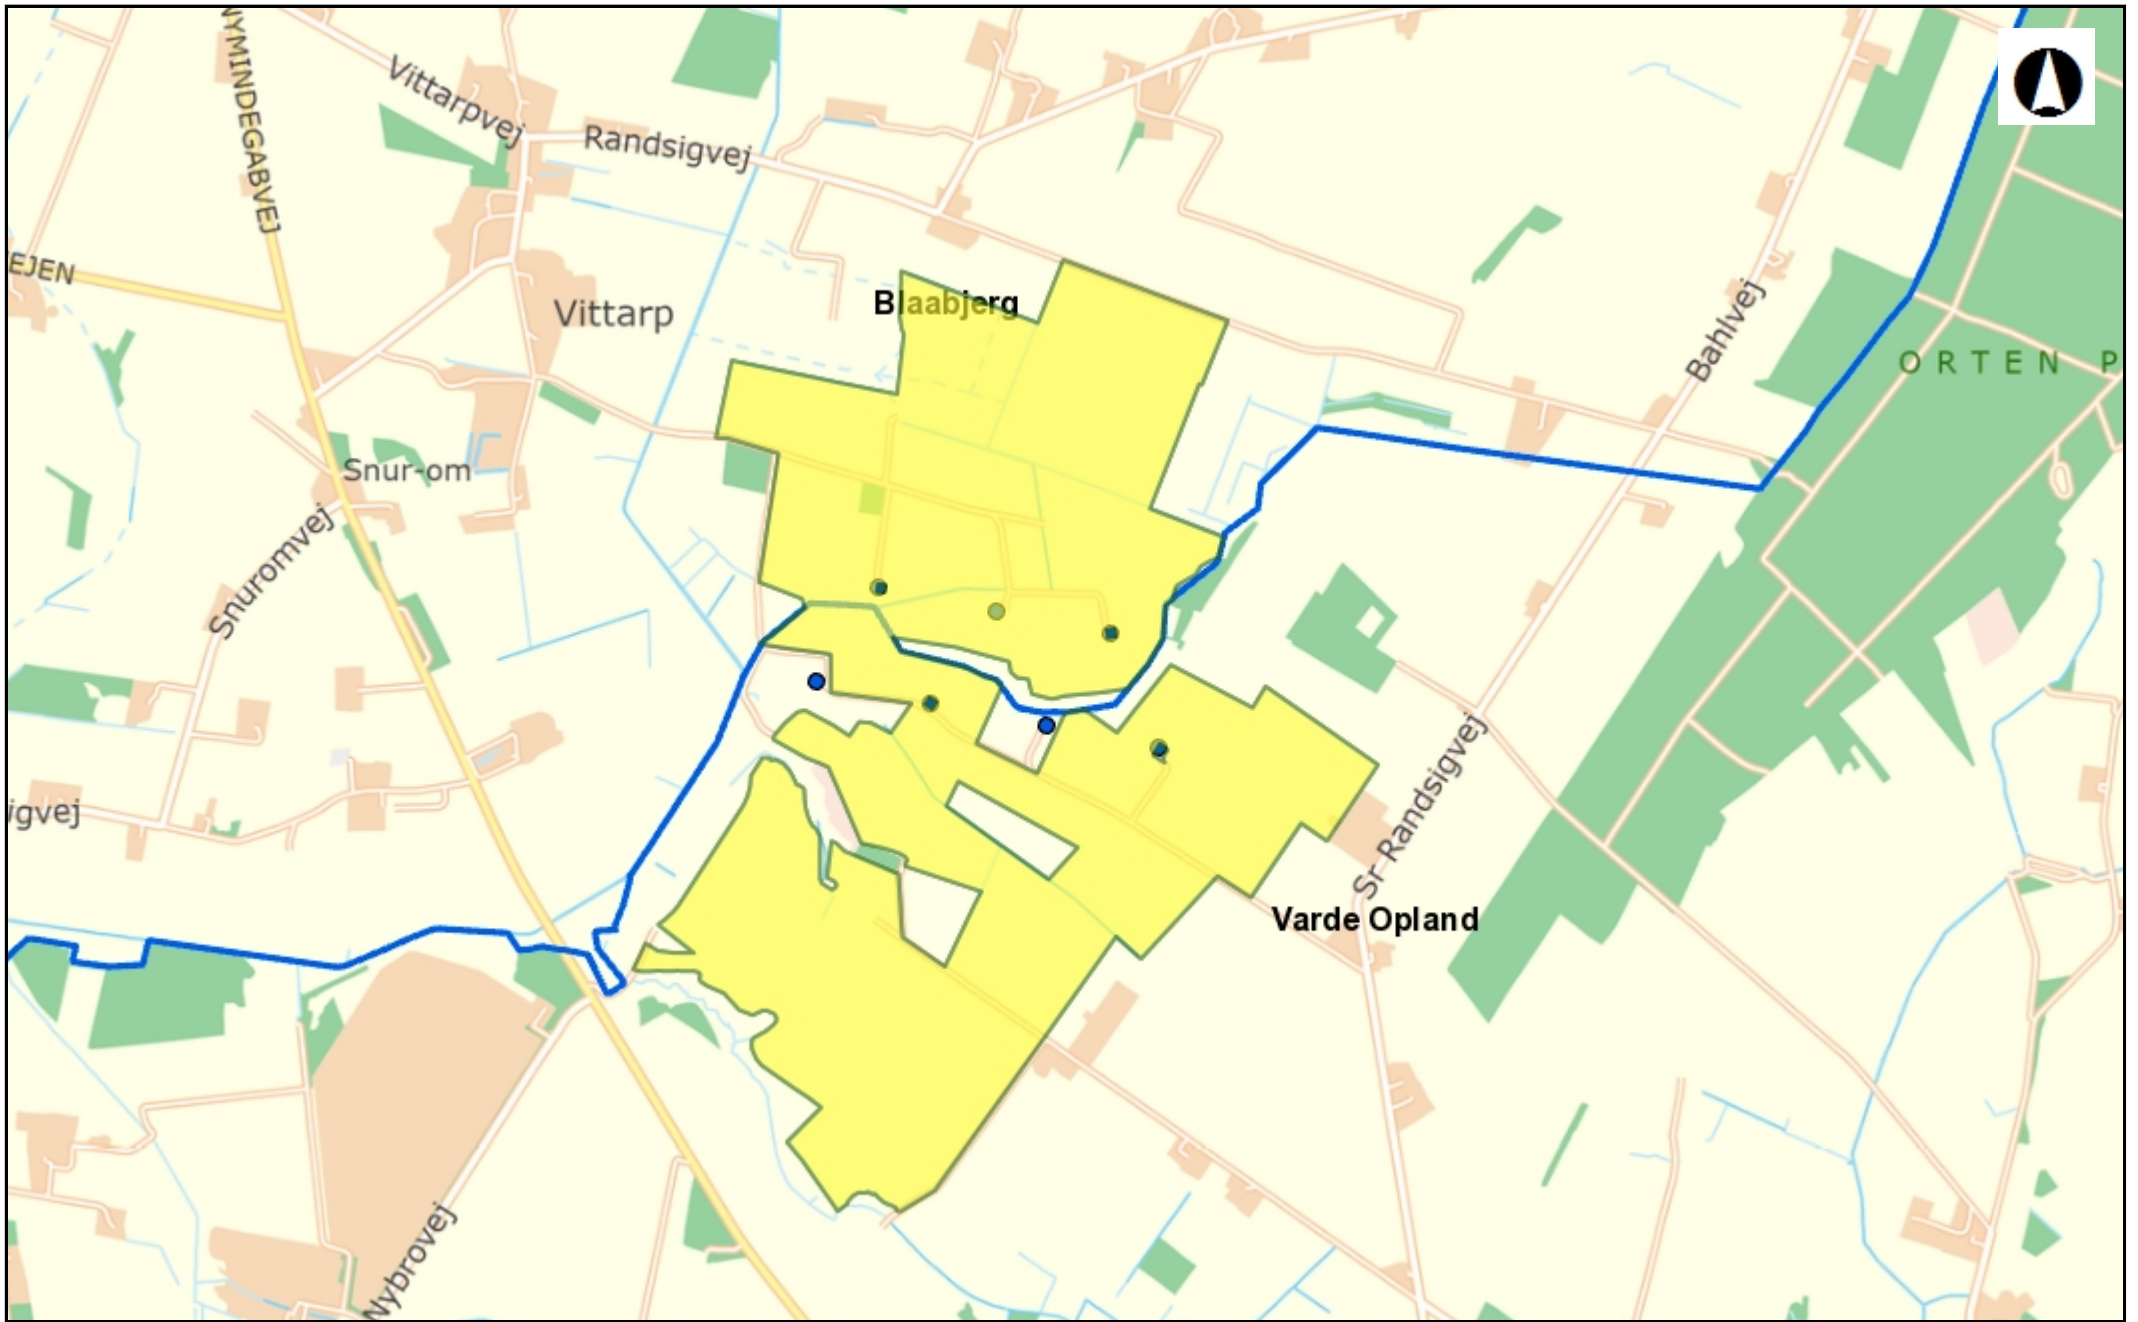 NYMINDEGABVEJ
Vittarpvej
Randsigvej
EJEN
Blaabjerg
Vittarp
Bahlvej
ORTEN P
Snur-om
Snuromvej
igvej
Sr Randsigvej
Varde Opland
Nybrovej